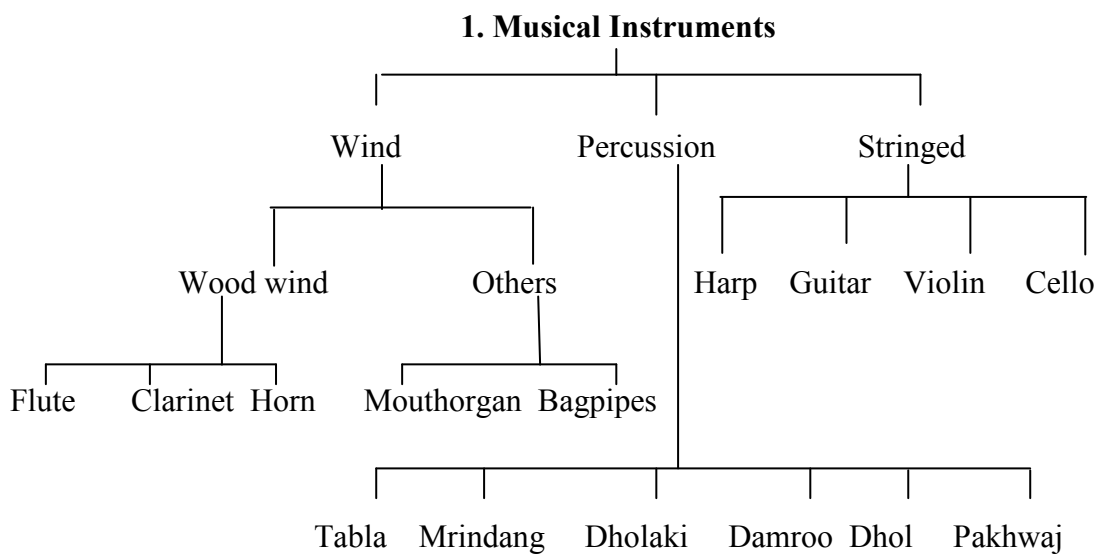 1. Musical Instruments
Wind Percussion Stringed
Wood wind Others Harp Guitar Violin Cello
Flute Clarinet Horn Mouthorgan Bagpipes
Tabla Mrindang Dholaki Damroo Dhol Pakhwaj